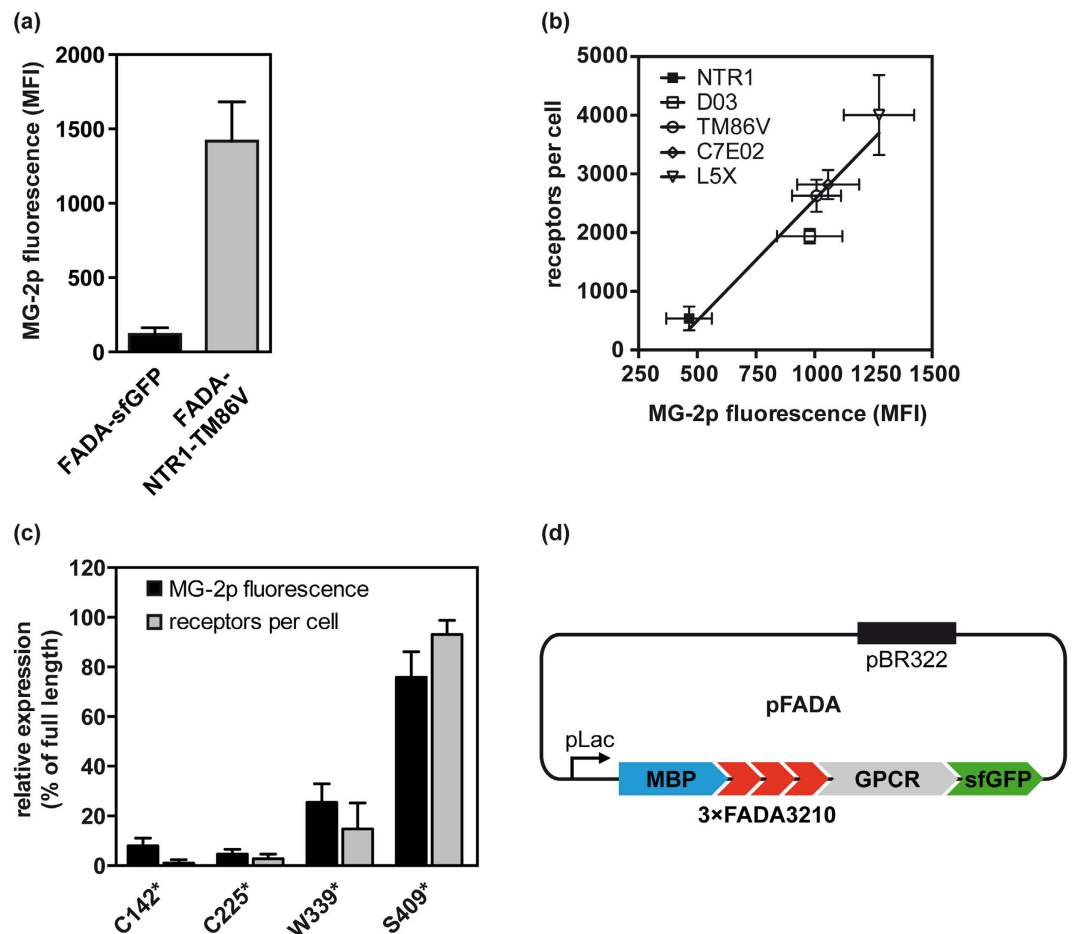 (a)
MG-2p fluorescence (MFI)
2000
1500
1000
500
0
FADA-sfGFP
FADA-
NTR1-TM86V
(b)
receptors per cell
5000
4000
3000
2000
1000
0
NTR1
D03
TM86V
C7E02
L5X
250
500
750
1000
1250
1500
MG-2p fluorescence (MFI)
(c)
relative expression
(% of full length)
120
100
80
60
40
20
0
MG-2p fluorescence
receptors per cell
C142*
C225*
W339*
S409*
(d)
pBR322
pFADA
pLac
MBP
GPCR
sfGFP
3×FADA3210